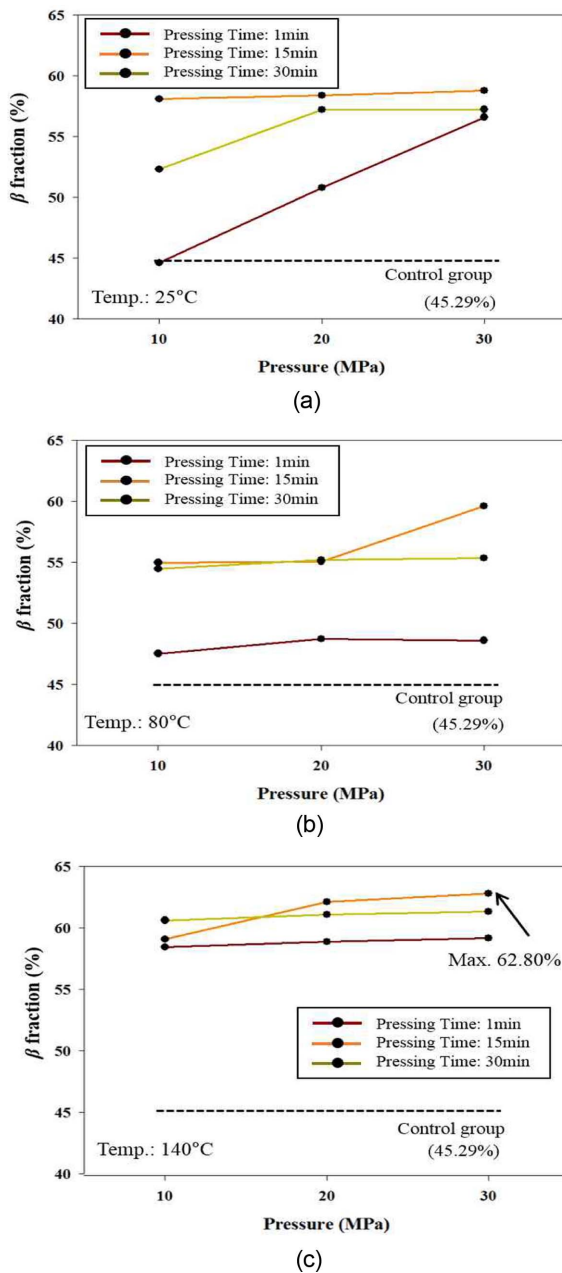 65
Pressing Time: 1min
Pressing Time: 15min
Pressing Time: 30min
60
55
50
45
40
β fraction (%)
Control group
(45.29%)
Temp.: 25°C
10
20
30
Pressure (MPa)
(a)
65
Pressing Time: 1min
Pressing Time: 15min
Pressing Time: 30min
60
55
50
45
40
β fraction (%)
Control group
(45.29%)
Temp.: 80°C
10
20
30
Pressure (MPa)
(b)
65
60
55
50
45
40
β fraction (%)
Max. 62.80%
Pressing Time: 1min
Pressing Time: 15min
Pressing Time: 30min
Control group
(45.29%)
Temp.: 140°C
10
20
30
Pressure (MPa)
(c)